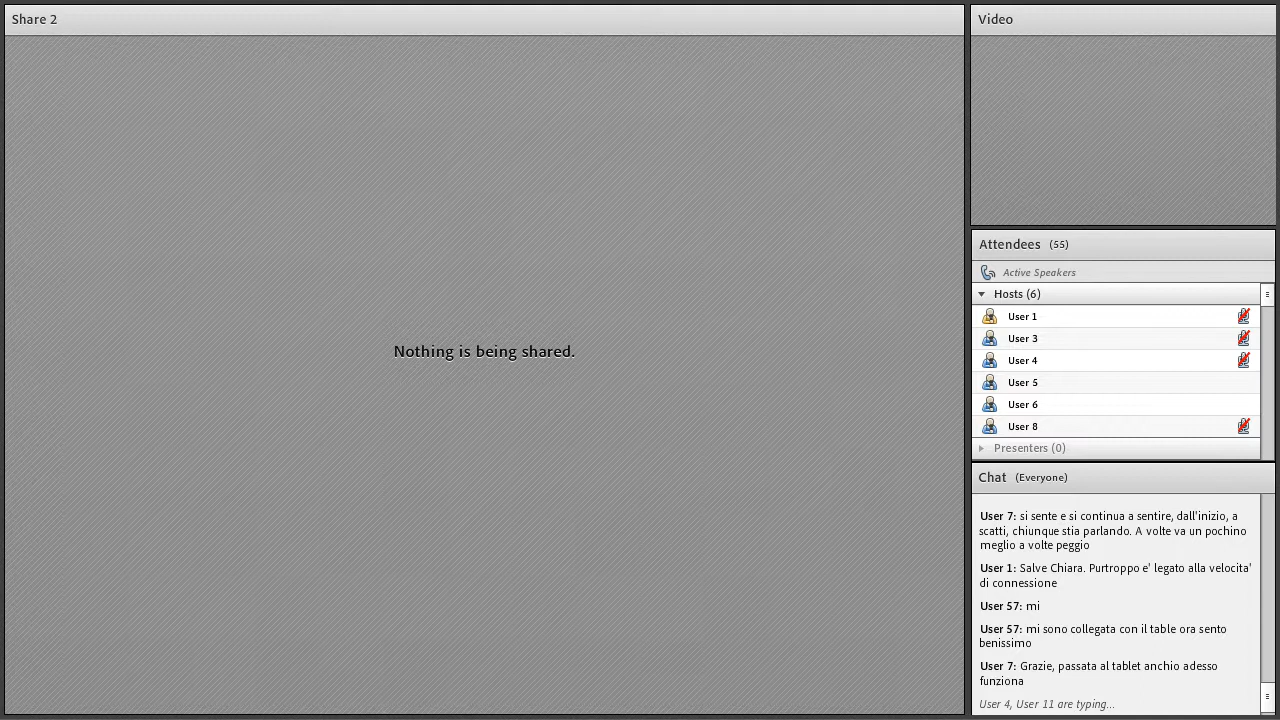 Share 2
Nothing is being shared.
Video
Attendees (55)
Active Speakers
Hosts (6)
User 1
User 3
User 4
User 5
User 6
User 8
Presenters (0)
Chat (Everyone)
User 7: si sente e si continua a sentire, dall'inizio, a
scatti, chiunque stia parlando. A volte va un pochino
meglio a volte peggio
User 1: Salve Chiara. Purtroppo e' legato alla velocita'
di connessione
User 57: mi
User 57: mi sono collegata con il table ora sento
benissimo
User 7: Grazie, passata al tablet anchio adesso
funziona
User 4, User 11 are typing...